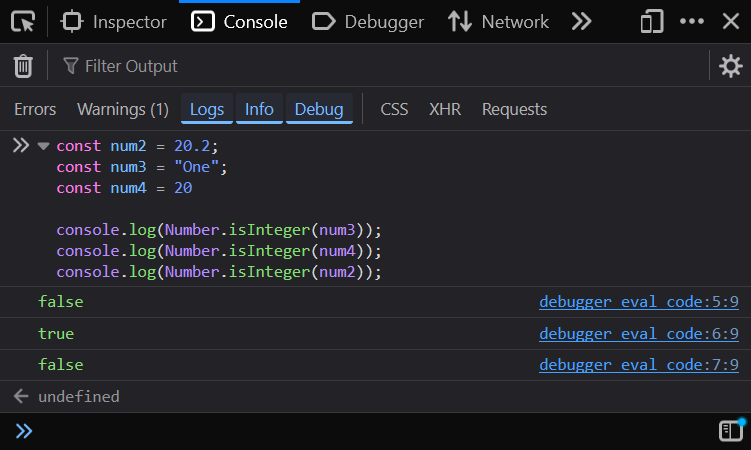 Inspector Console Debugger Network
Filter Output
Errors Warnings (1) Logs Info Debug CSS XHR Requests
const num2 = 20.2;
const num3 = "One";
const num4 = 20
console.log(Number.isInteger(num3));
console.log(Number.isInteger(num4));
console.log(Number.isInteger(num2));
false debugger eval code:5:9
true debugger eval code:6:9
false debugger eval code:7:9
undefined